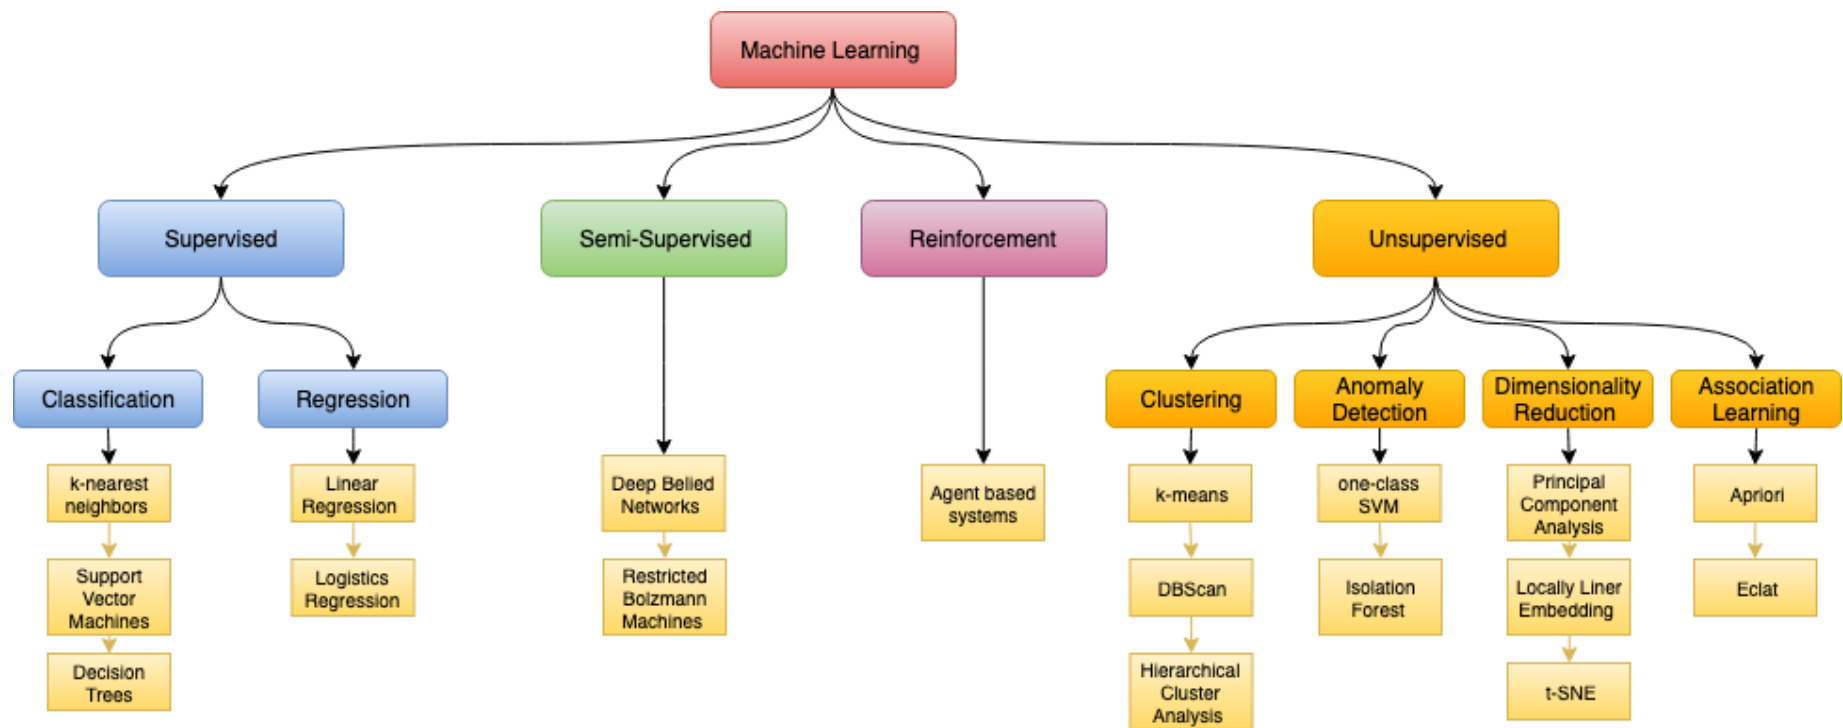 Machine Learning
Supervised
Semi-Supervised
Reinforcement
Unsupervised
Classification
Regression
Clustering
Anomaly
Detection
Dimensionality
Reduction
Association
Learning
k-nearest
neighbors
Linear
Regression
Deep Belied
Networks
Agent based
systems
k-means
one-class
SVM
Principal
Component
Analysis
Apriori
Support
Vector
Machines
Logistics
Regression
Restricted
Bolzmann
Machines
DBScan
Isolation
Forest
Locally Liner
Embedding
Eclat
Decision
Trees
Hierarchical
Cluster
Analysis
t-SNE